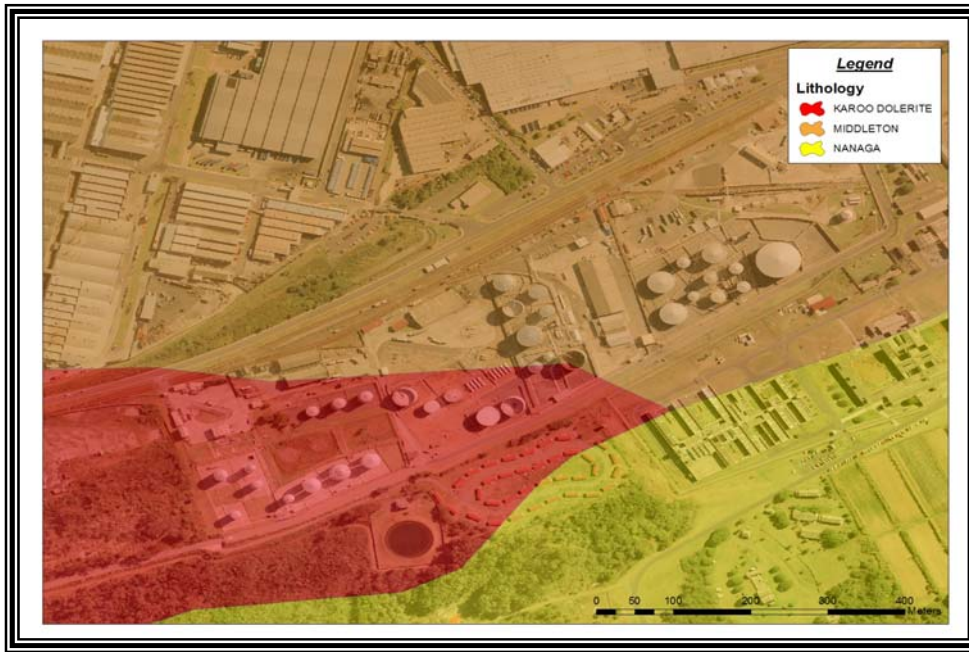 Legend
Lithology
KAROO DOLERITE
MIDDLETON
NANAGA
0 50 100 200 300 400
Meters